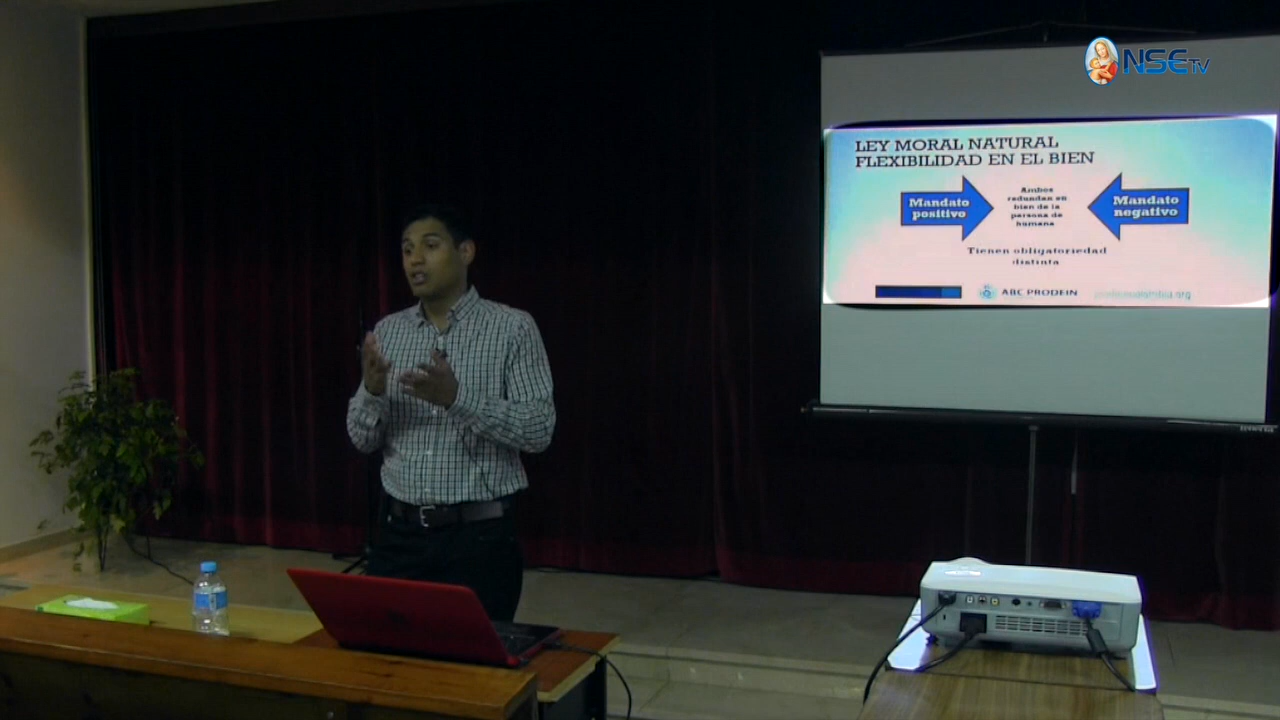 NSETV
LEY MORAL NATURAL
FLEXIBILIDAD EN EL BIEN
Mandato
positivo
Ambos
redundan en
bien de la
persona de
humana
Mandato
negativo
Tienen obligatoriedad
distinta
ABC PRODEIN